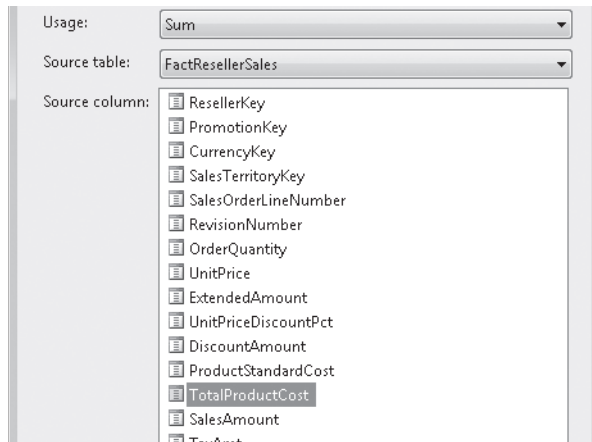 Usage: Sum
Source table: FactResellerSales
Source column: ResellerKey
PromotionKey
CurrencyKey
SalesTerritoryKey
SalesOrderLineNumber
RevisionNumber
OrderQuantity
UnitPrice
ExtendedAmount
UnitPriceDiscountPct
DiscountAmount
ProductStandardCost
TotalProductCost
SalesAmount